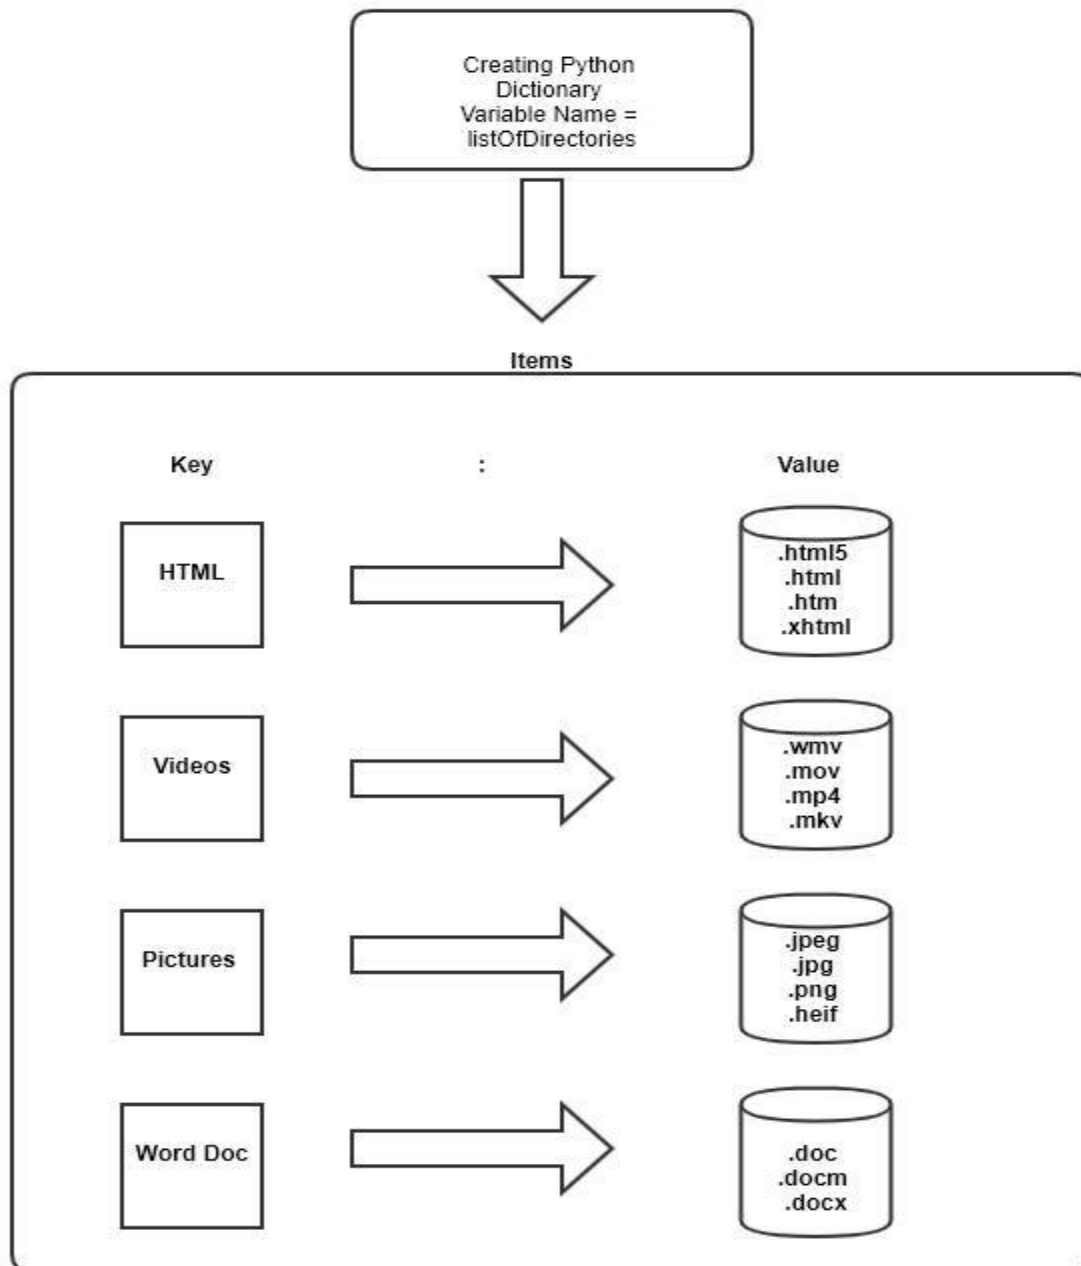 Creating Python
Dictionary
Variable Name =
listOfDirectories
Items
Key : Value
HTML
.html5
.html
.htm
.xhtml
Videos
.wmv
.mov
.mp4
.mkv
Pictures
.jpeg
.jpg
.png
.heif
Word Doc
.doc
.docm
.docx